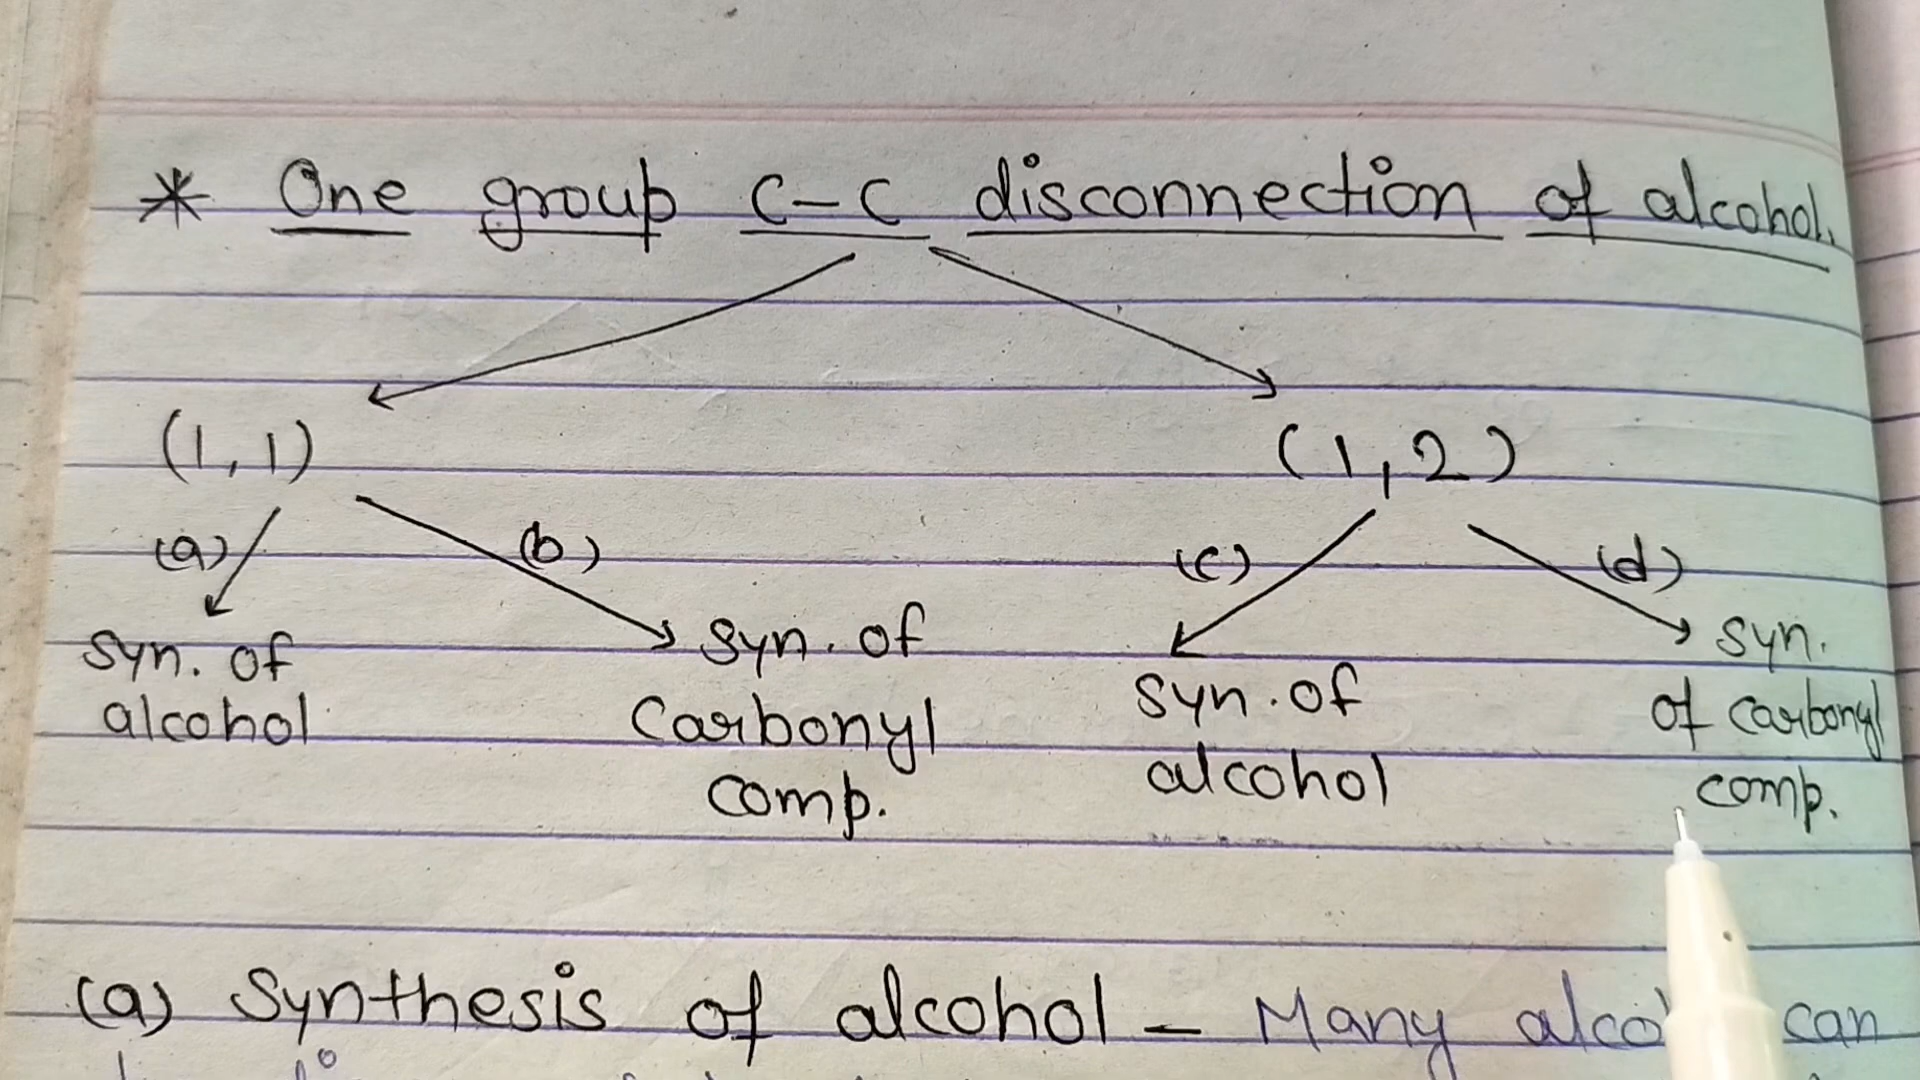 * One group C-C disconnection of alcohol.
(1,1) (1,2)
(a) (b) (c) (d)
syn. of alcohol
syn. of Carbonyl comp.
syn. of alcohol
syn. of carbonyl comp.
(a) Synthesis of alcohol - Many can